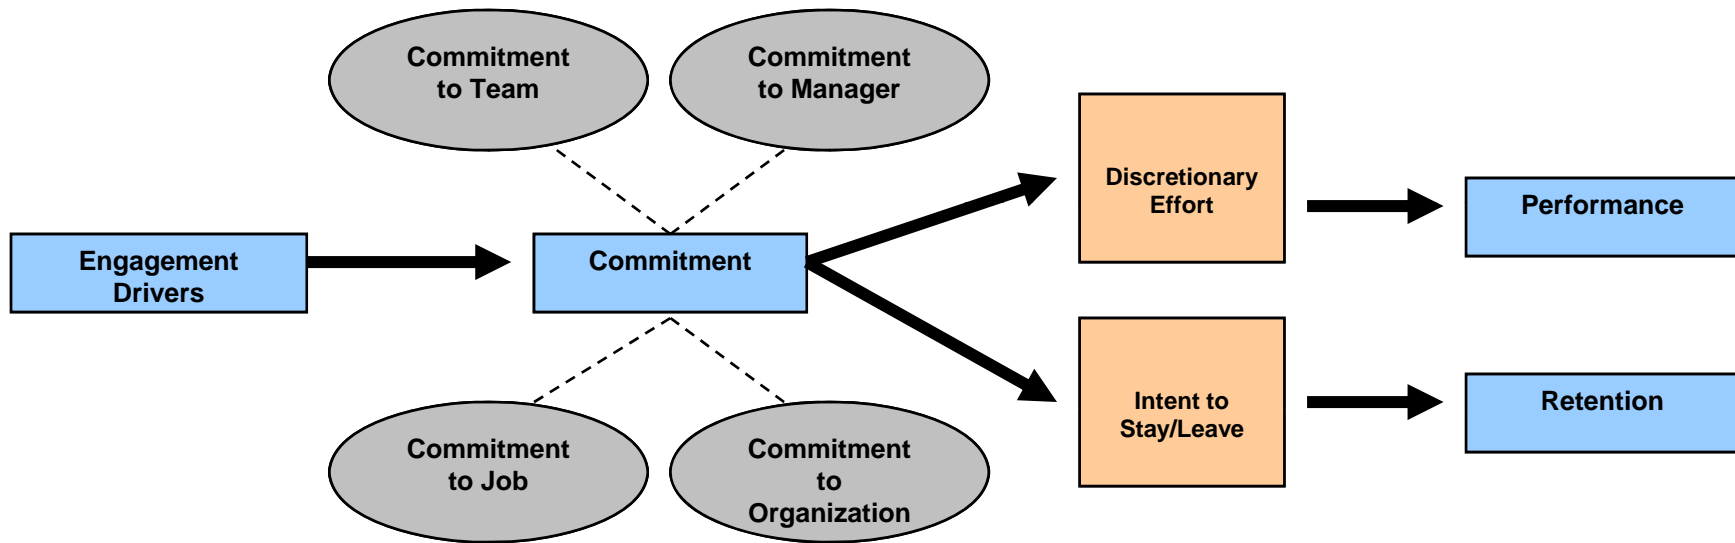 Commitment
to Team
Commitment
to Manager
Engagement
Drivers
Commitment
Discretionary
Effort
Performance
Commitment
to Job
Commitment
to
Organization
Intent to
Stay/Leave
Retention